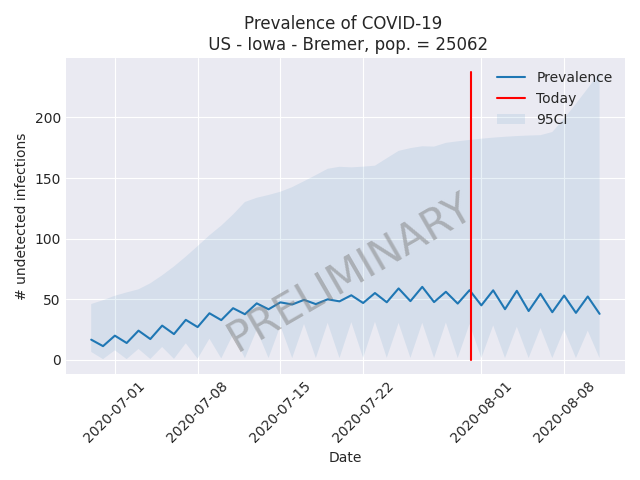 Prevalence of COVID-19
US - Iowa - Bremer, pop. = 25062
Prevalence
Today
95CI
200
150
100
50
0
# undetected infections
PRELIMINARY
2020-07-01
2020-07-08
2020-07-15
2020-07-22
2020-08-01
2020-08-08
Date